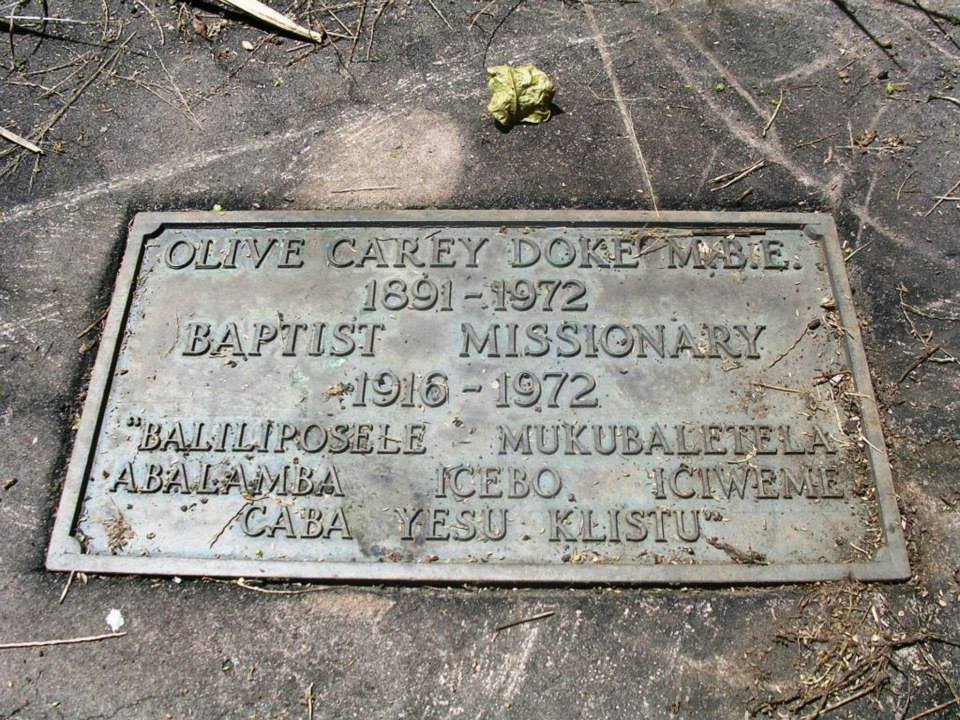 OLIVE CAREY DOKE M.B.E.
1891 - 1972
BAPTIST MISSIONARY
1916 - 1972
"BALILIPOSELE - MUKUBALETELA
ABALAMBA ICEBO ICIWEME
CABA YESU KLISTU"